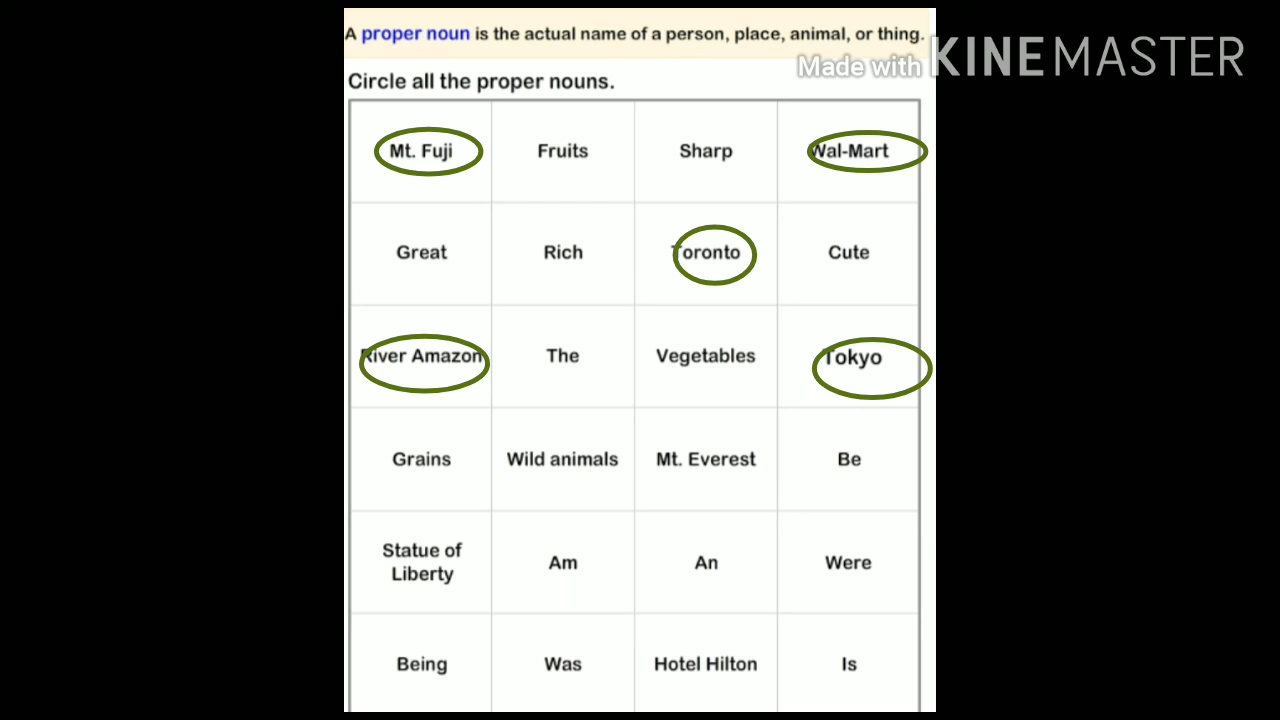 A proper noun is the actual name of a person, place, animal, or thing.
Made with KINEMASTER
Circle all the proper nouns.
Mt. Fuji Fruits Sharp Wal-Mart
Great Rich Toronto Cute
River Amazon The Vegetables Tokyo
Grains Wild animals Mt. Everest Be
Statue of
Liberty Am An Were
Being Was Hotel Hilton Is